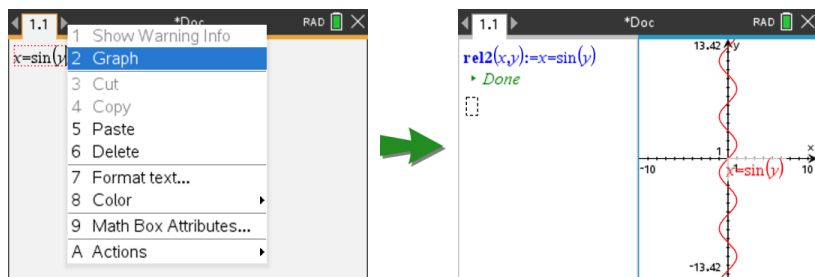 1.1
*Doc
RAD
x=sin(y
1 Show Warning Info
2 Graph
3 Cut
4 Copy
5 Paste
6 Delete
7 Format text...
8 Color
9 Math Box Attributes...
A Actions
1.1
*Doc
RAD
rel2(x,y):=x=sin(y)
Done
13.42
y
x
1
-10
1
10
x=sin(y)
-13.42